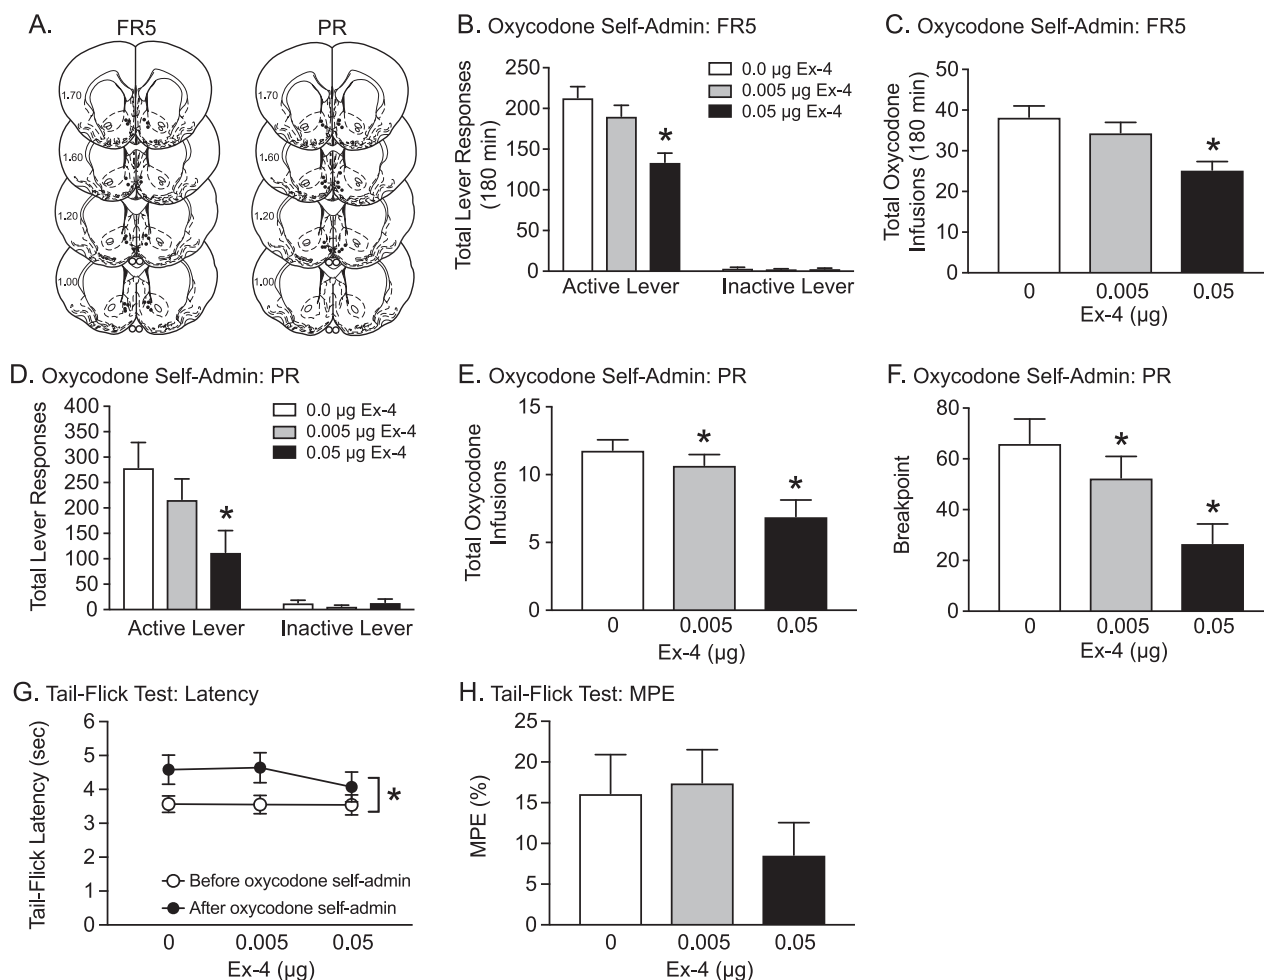 A.
FR5
PR
1.70
1.60
1.20
1.00
1.70
1.60
1.20
1.00
B. Oxycodone Self-Admin: FR5
Total Lever Responses
(180 min)
250
200
150
100
50
0
0.0 µg Ex-4
0.005 µg Ex-4
0.05 µg Ex-4
*
Active Lever
Inactive Lever
C. Oxycodone Self-Admin: FR5
Total Oxycodone
Infusions (180 min)
50
40
30
20
10
0
*
0
0.005
0.05
Ex-4 (µg)
D. Oxycodone Self-Admin: PR
Total Lever Responses
400
350
300
250
200
150
100
50
0
0.0 µg Ex-4
0.005 µg Ex-4
0.05 µg Ex-4
*
Active Lever
Inactive Lever
E. Oxycodone Self-Admin: PR
Total Oxycodone
Infusions
15
10
5
0
*
*
0
0.005
0.05
Ex-4 (µg)
F. Oxycodone Self-Admin: PR
Breakpoint
80
60
40
20
0
*
*
0
0.005
0.05
Ex-4 (µg)
G. Tail-Flick Test: Latency
Tail-Flick Latency (sec)
6
5
4
3
2
1
0
*
Before oxycodone self-admin
After oxycodone self-admin
0
0.005
0.05
Ex-4 (µg)
H. Tail-Flick Test: MPE
MPE (%)
25
20
15
10
5
0
0
0.005
0.05
Ex-4 (µg)